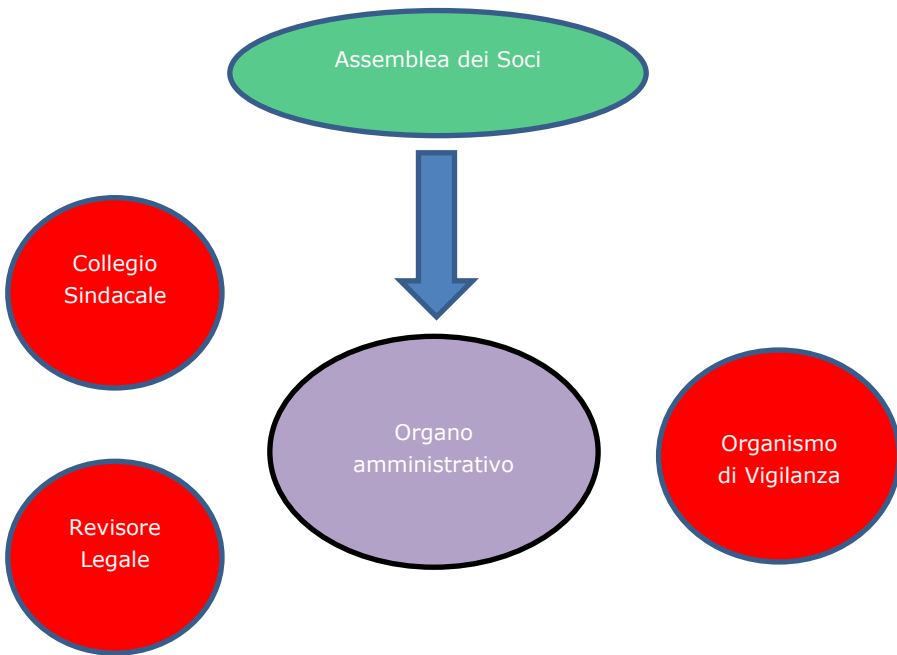 Assemblea dei Soci
Collegio
Sindacale
Organo
amministrativo
Organismo
di Vigilanza
Revisore
Legale